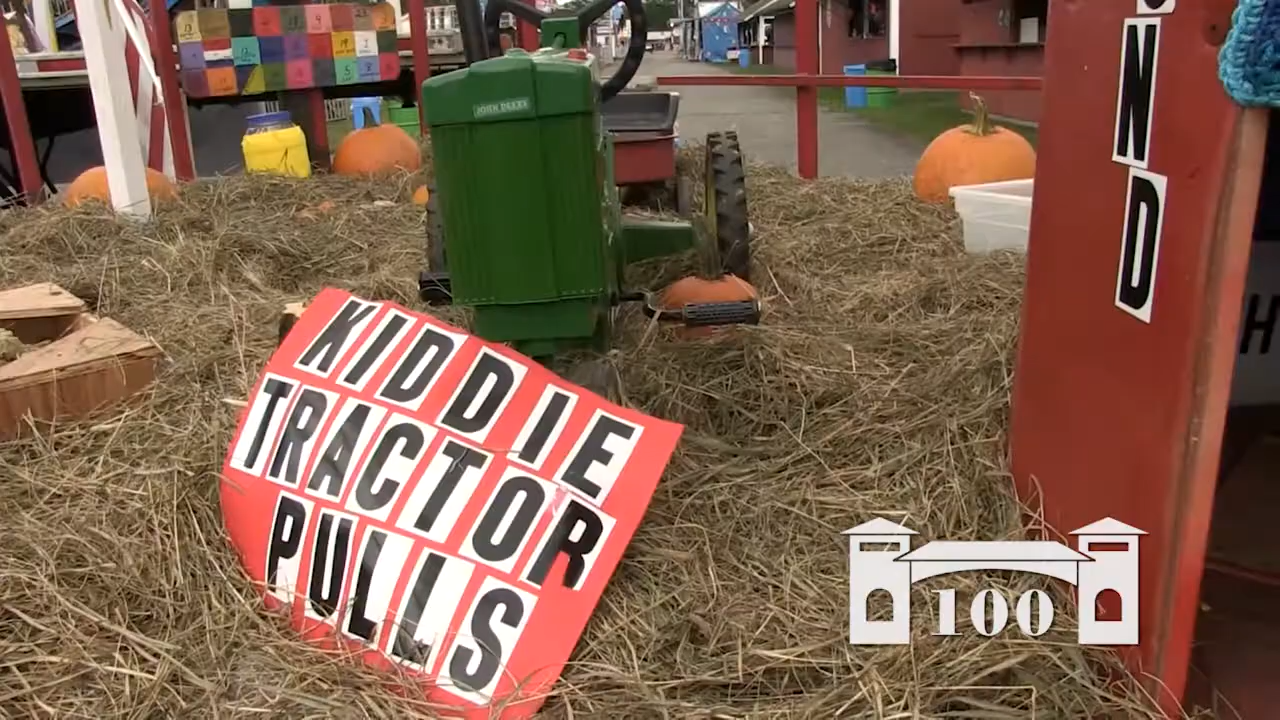 JOHN DEERE
N
D
KIDDIE
TRACTOR
PULLS
100